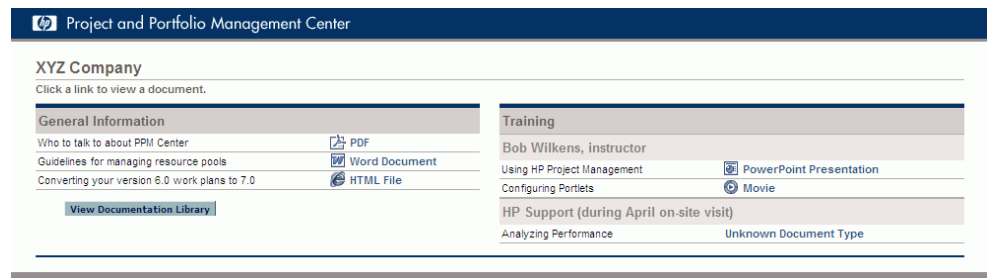 hp Project and Portfolio Management Center
XYZ Company
Click a link to view a document.
General Information
Who to talk to about PPM Center PDF
Guidelines for managing resource pools Word Document
Converting your version 6.0 work plans to 7.0 HTML File
View Documentation Library
Training
Bob Wilkens, instructor
Using HP Project Management PowerPoint Presentation
Configuring Portlets Movie
HP Support (during April on-site visit)
Analyzing Performance Unknown Document Type